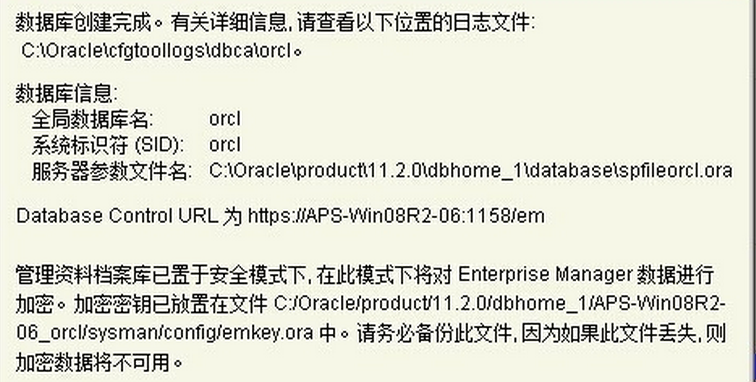 数据库创建完成。有关详细信息,请查看以下位置的日志文件:
C:\Oracle\cfgtoollogs\dbca\orcl。
数据库信息:
全局数据库名: orcl
系统标识符 (SID): orcl
服务器参数文件名: C:\Oracle\product\11.2.0\dbhome_1\database\spfileorcl.ora
Database Control URL 为 https://APS-Win08R2-06:1158/em
管理资料档案库已置于安全模式下, 在此模式下将对 Enterprise Manager 数据进行
加密。加密密钥已放置在文件 C:/Oracle/product/11.2.0/dbhome_1/APS-Win08R2-
06_orcl/sysman/config/emkey.ora 中。请务必备份此文件, 因为如果此文件丢失, 则
加密数据将不可用。